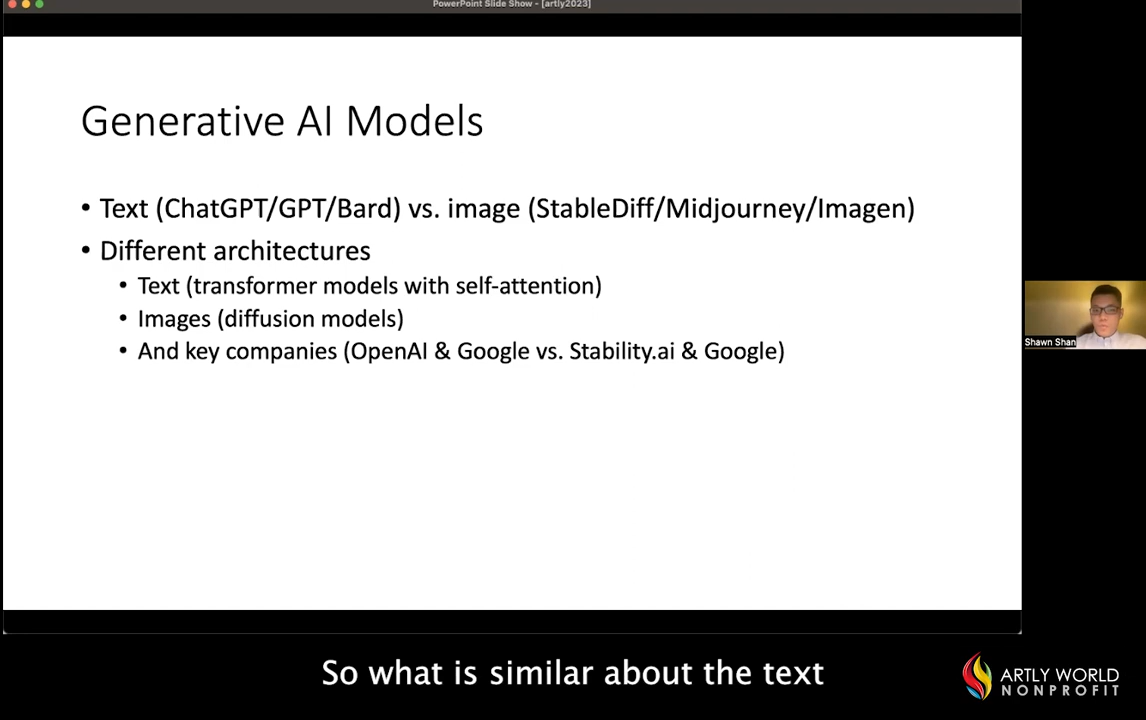 PowerPoint Slide Show - [artly2023]
Generative AI Models
• Text (ChatGPT/GPT/Bard) vs. image (StableDiff/Midjourney/Imagen)
• Different architectures
• Text (transformer models with self-attention)
• Images (diffusion models)
• And key companies (OpenAI & Google vs. Stability.ai & Google)
Shawn Shan
So what is similar about the text
ARTLY WORLD
NONPROFIT